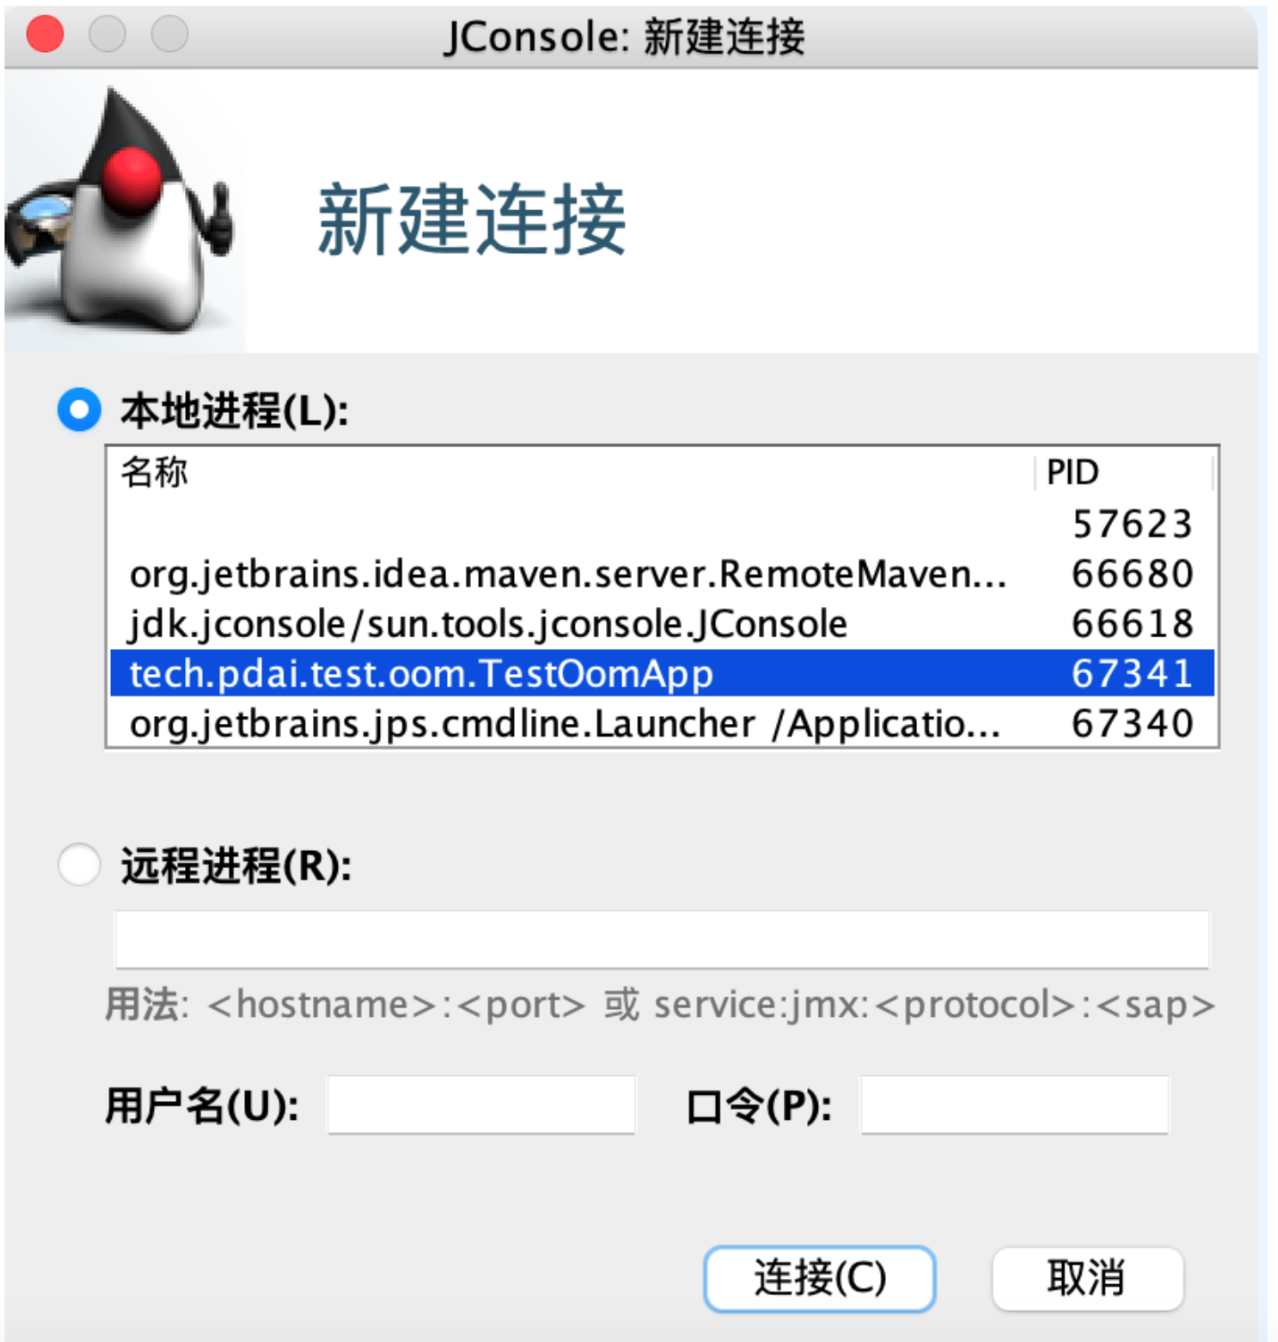 JConsole: 新建连接
新建连接
本地进程(L):
名称 PID
57623
org.jetbrains.idea.maven.server.RemoteMaven... 66680
jdk.jconsole/sun.tools.jconsole.JConsole 66618
tech.pdai.test.oom.TestOomApp 67341
org.jetbrains.jps.cmdline.Launcher /Applicatio... 67340
远程进程(R):
用法: <hostname>:<port> 或 service:jmx:<protocol>:<sap>
用户名(U): 口令(P):
连接(C) 取消